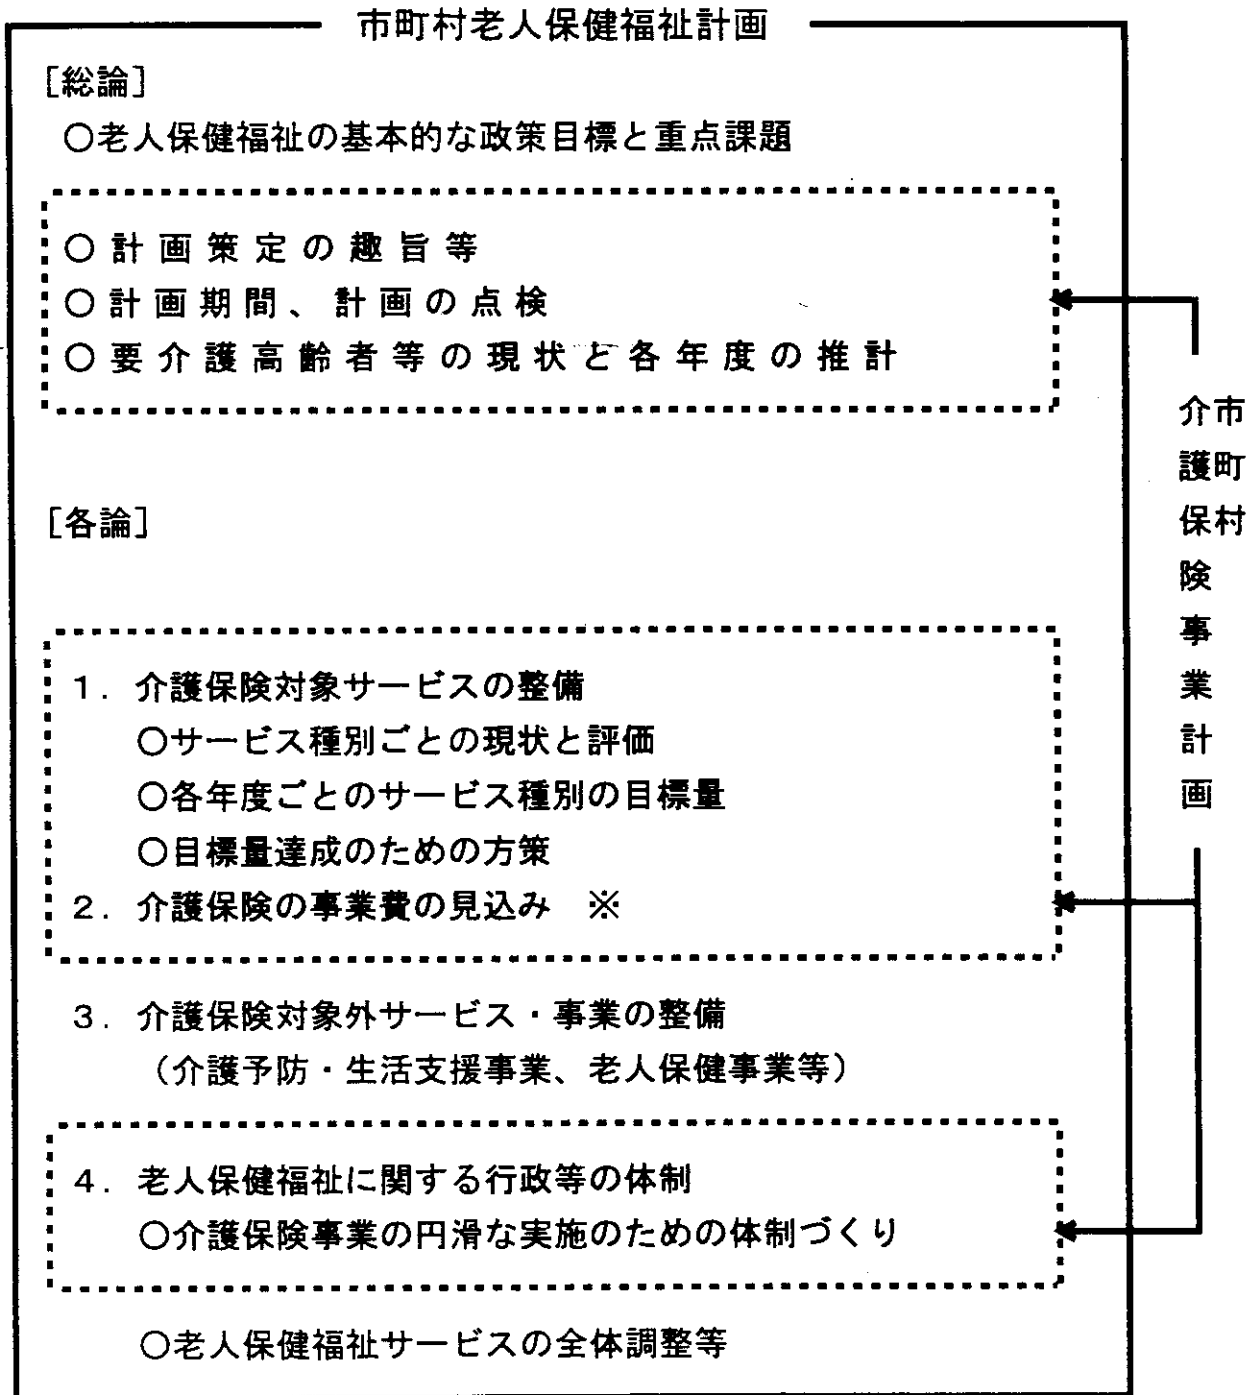 市町村老人保健福祉計画
［総論］
○老人保健福祉の基本的な政策目標と重点課題
○計画策定の趣旨等
○計画期間、計画の点検
○要介護高齢者等の現状と各年度の推計
［各論］
1．介護保険対象サービスの整備
○サービス種別ごとの現状と評価
○各年度ごとのサービス種別の目標量
○目標量達成のための方策
2．介護保険の事業費の見込み　※
3．介護保険対象外サービス・事業の整備
（介護予防・生活支援事業、老人保健事業等）
4．老人保健福祉に関する行政等の体制
○介護保険事業の円滑な実施のための体制づくり
○老人保健福祉サービスの全体調整等
市町村
介護保険事業計画